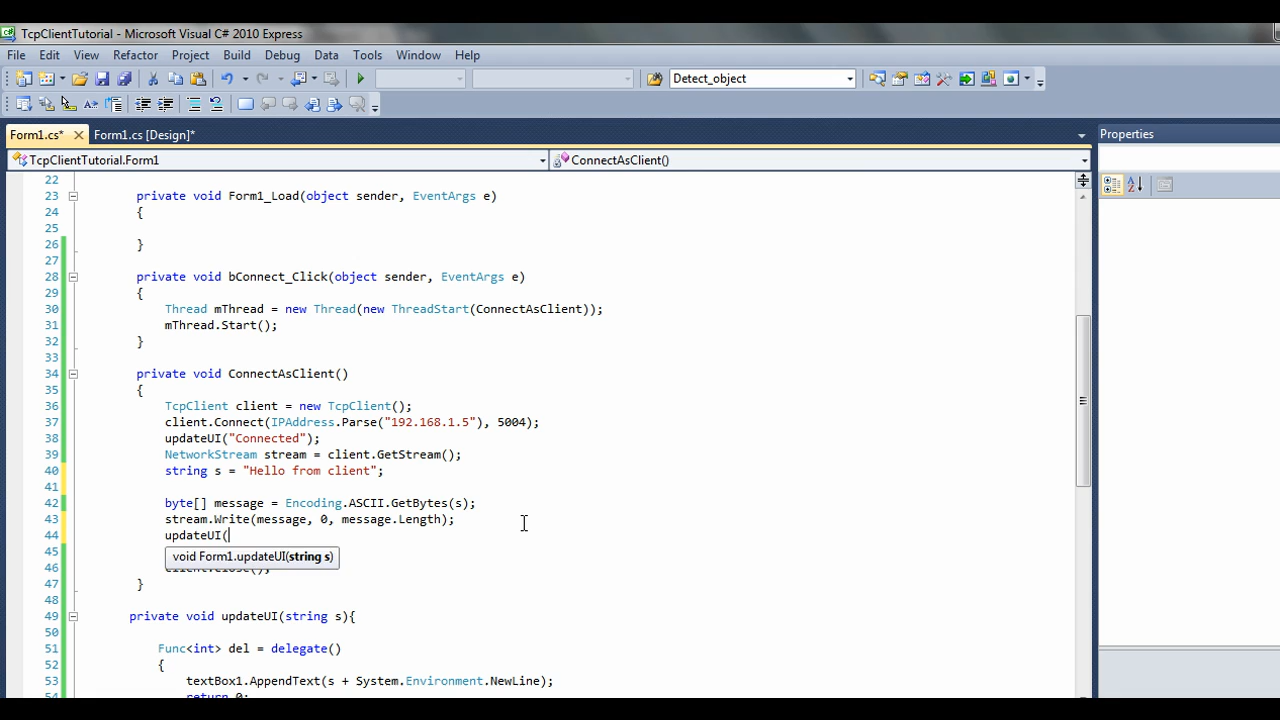 TcpClientTutorial - Microsoft Visual C# 2010 Express
File Edit View Refactor Project Build Debug Data Tools Window Help
Detect_object
Form1.cs* Form1.cs [Design]* Properties
TcpClientTutorial.Form1 ConnectAsClient()
22
23 private void Form1_Load(object sender, EventArgs e)
24 {
25
26 }
27
28 private void bConnect_Click(object sender, EventArgs e)
29 {
30 Thread mThread = new Thread(new ThreadStart(ConnectAsClient));
31 mThread.Start();
32 }
33
34 private void ConnectAsClient()
35 {
36 TcpClient client = new TcpClient();
37 client.Connect(IPAddress.Parse("192.168.1.5"), 5004);
38 updateUI("Connected");
39 NetworkStream stream = client.GetStream();
40 string s = "Hello from client";
41
42 byte[] message = Encoding.ASCII.GetBytes(s);
43 stream.Write(message, 0, message.Length);
44 updateUI(
45 void Form1.updateUI(string s)
46 client.Close();
47 }
48
49 private void updateUI(string s){
50
51 Func<int> del = delegate()
52 {
53 textBox1.AppendText(s + System.Environment.NewLine);
54 return 0;